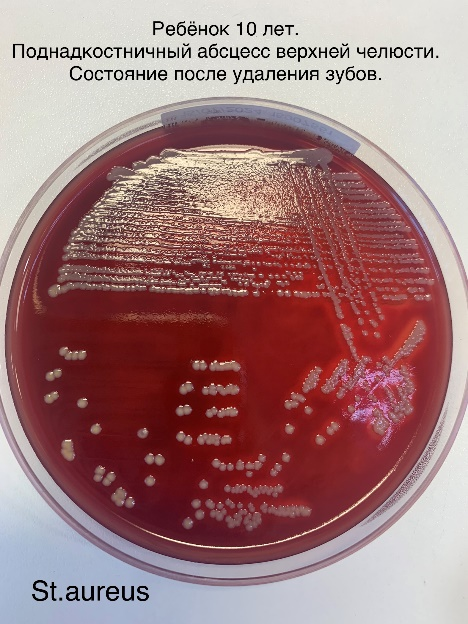 Ребёнок 10 лет.
Поднадкостничный абсцесс верхней челюсти.
Состояние после удаления зубов.
St.aureus